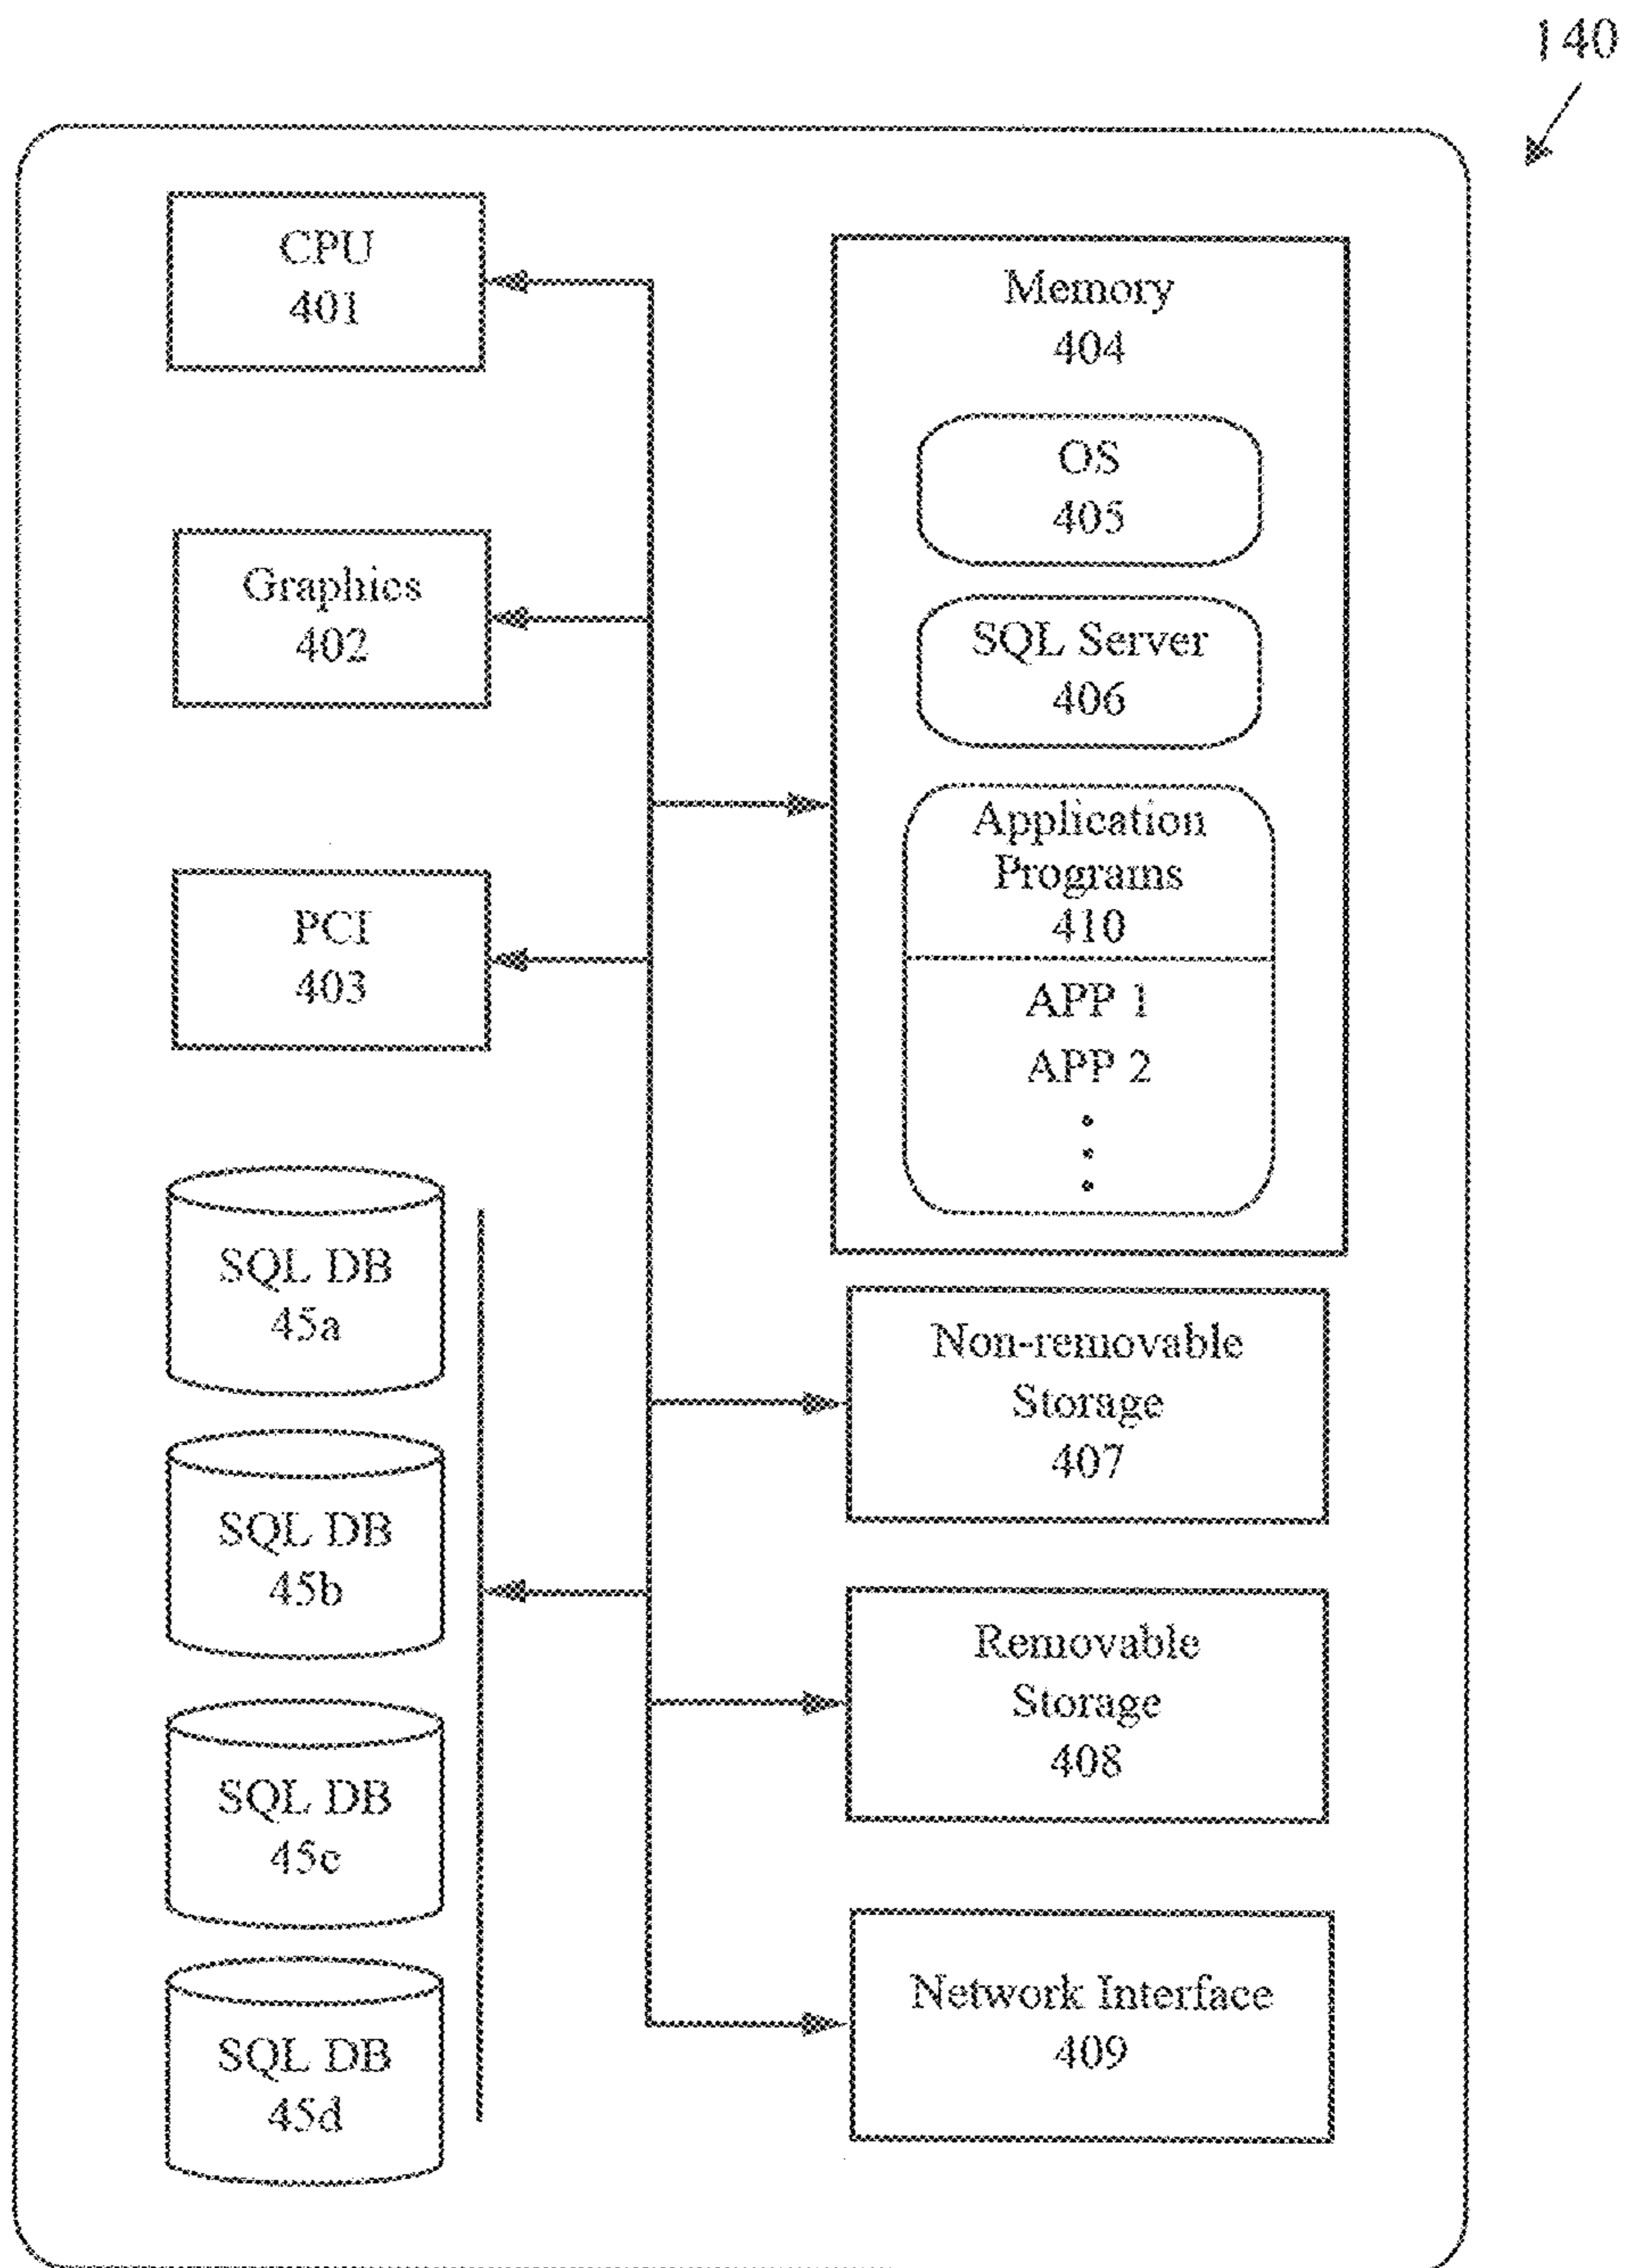 140
CPU
401
Memory
404
OS
405
Graphics
402
SQL Server
406
Application
Programs
410
PCI
403
APP 1
APP 2
SQL DB
45a
Non-removable
Storage
407
SQL DB
45b
Removable
Storage
408
SQL DB
45c
Network Interface
409
SQL DB
45d